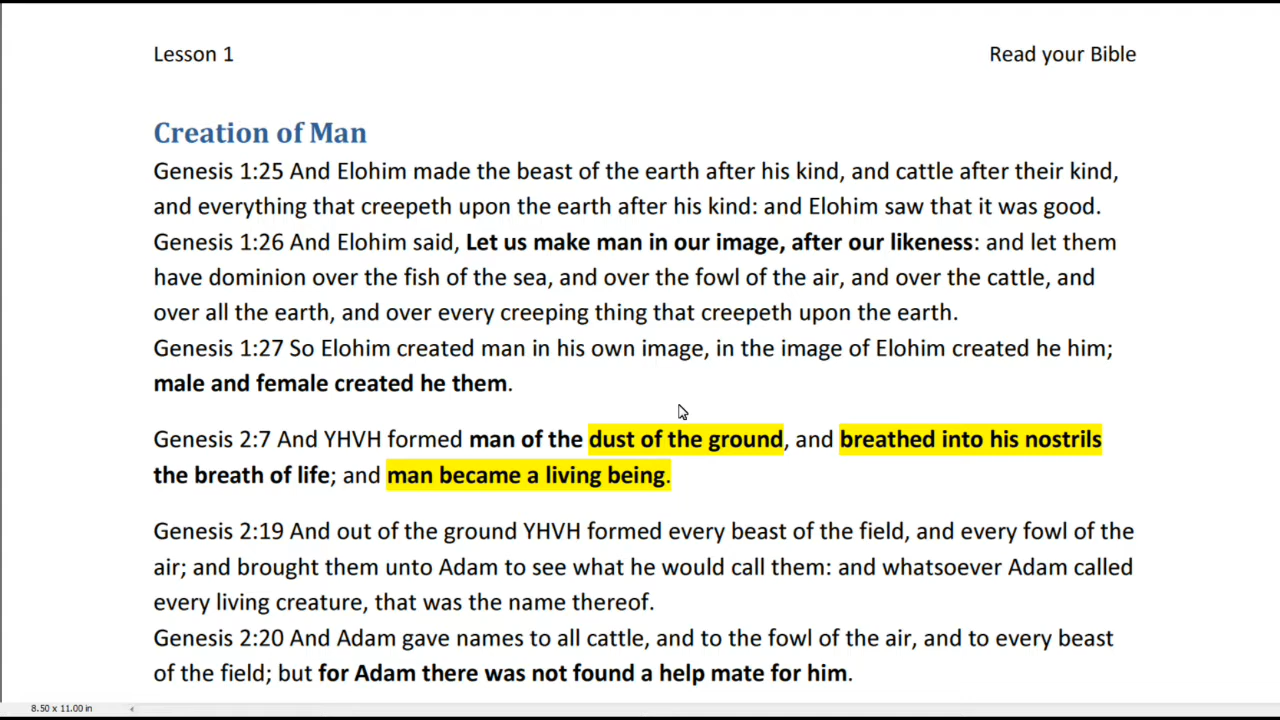 Lesson 1 Read your Bible
Creation of Man
Genesis 1:25 And Elohim made the beast of the earth after his kind, and cattle after their kind,
and everything that creepeth upon the earth after his kind: and Elohim saw that it was good.
Genesis 1:26 And Elohim said, Let us make man in our image, after our likeness: and let them
have dominion over the fish of the sea, and over the fowl of the air, and over the cattle, and
over all the earth, and over every creeping thing that creepeth upon the earth.
Genesis 1:27 So Elohim created man in his own image, in the image of Elohim created he him;
male and female created he them.
Genesis 2:7 And YHVH formed man of the dust of the ground, and breathed into his nostrils
the breath of life; and man became a living being.
Genesis 2:19 And out of the ground YHVH formed every beast of the field, and every fowl of the
air; and brought them unto Adam to see what he would call them: and whatsoever Adam called
every living creature, that was the name thereof.
Genesis 2:20 And Adam gave names to all cattle, and to the fowl of the air, and to every beast
of the field; but for Adam there was not found a help mate for him.
8.50 x 11.00 in